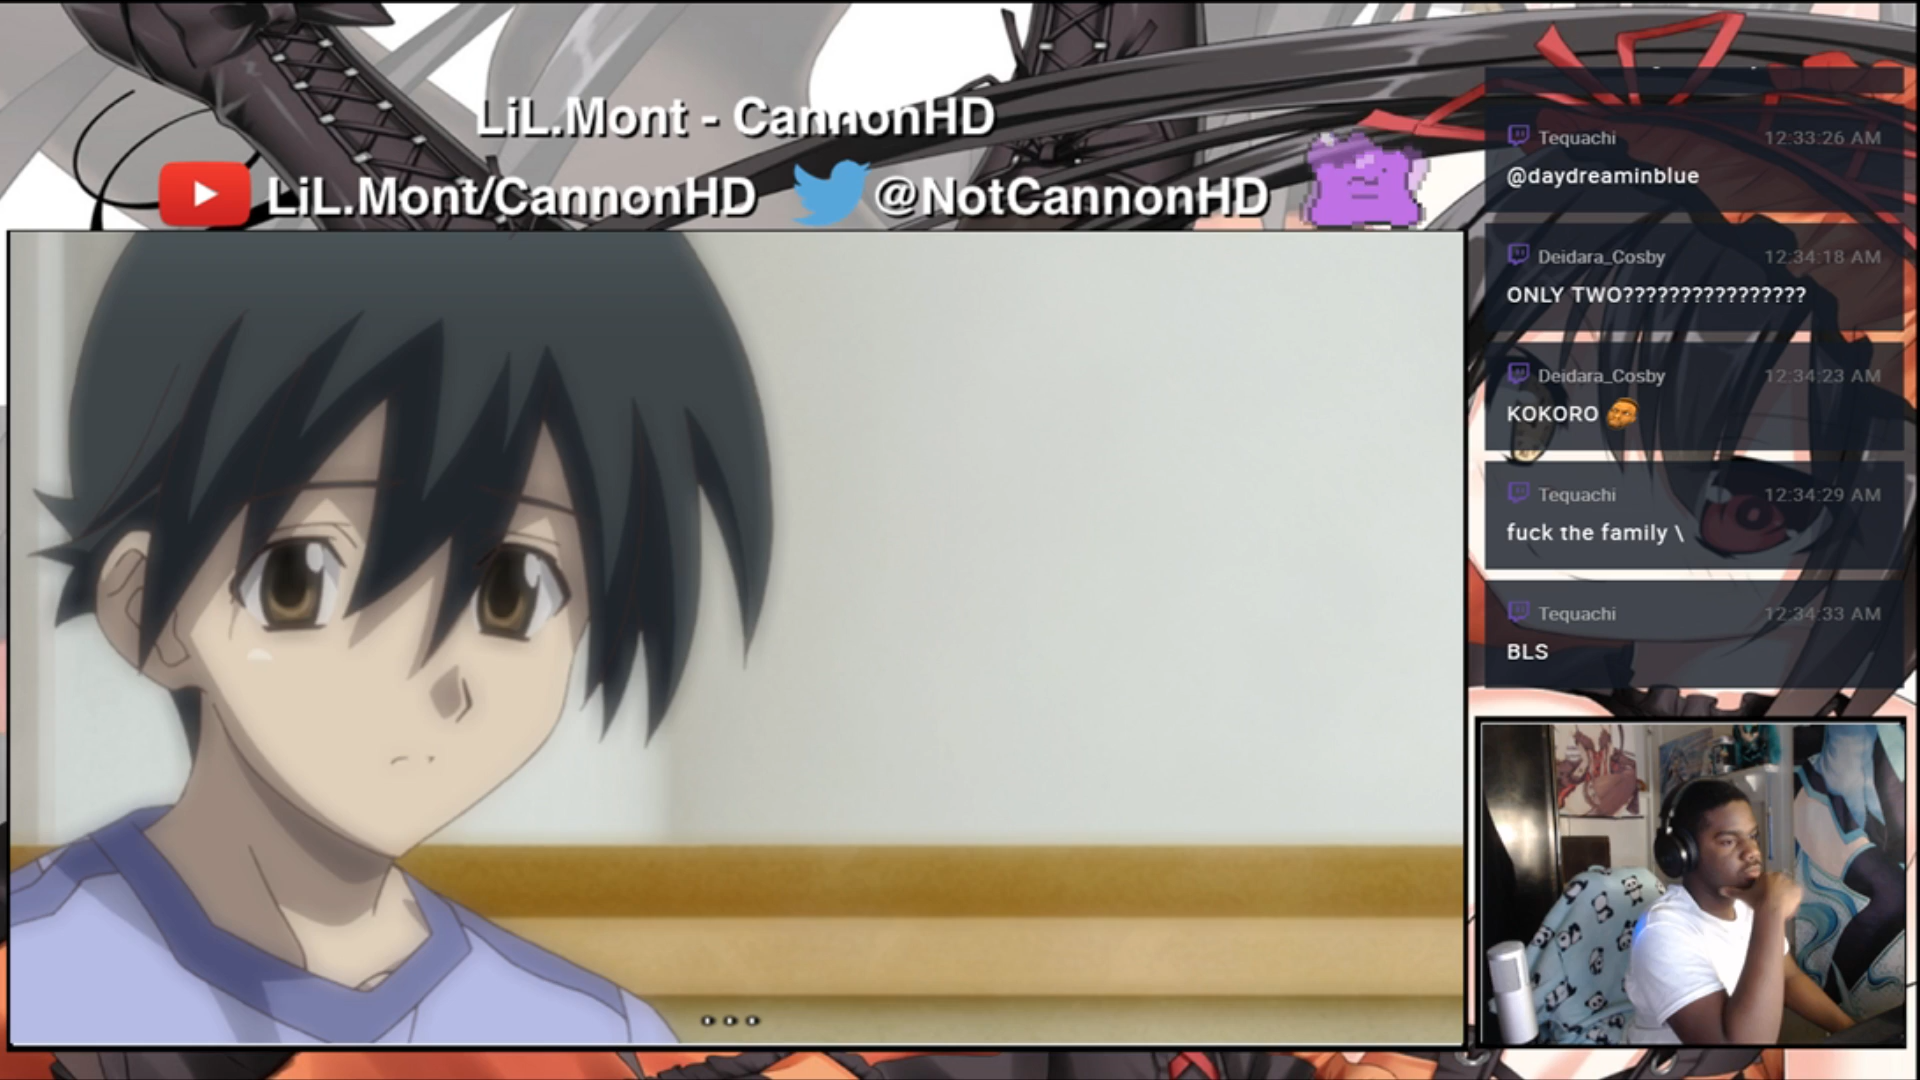 LiL.Mont - CannonHD
LiL.Mont/CannonHD @NotCannonHD
Tequachi 12:33:26 AM
@daydreaminblue
Deidara_Cosby 12:34:18 AM
ONLY TWO????????????????
Deidara_Cosby 12:34:23 AM
KOKORO
Tequachi 12:34:29 AM
fuck the family \
Tequachi 12:34:33 AM
BLS
...